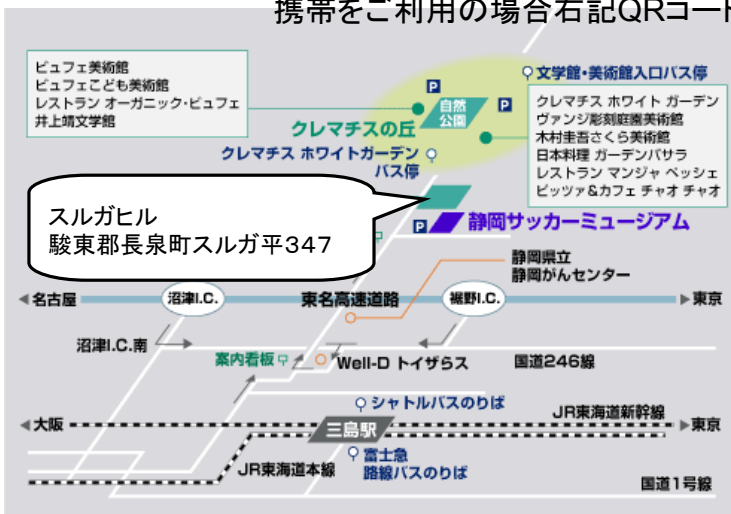 携帯をご利用の場合右記QRコード
ビュフェ美術館
ビュフェこども美術館
レストラン オーガニック・ビュフェ
井上靖文学館
文学館・美術館入口バス停
P
自然
公園
P
クレマチスの丘
クレマチス ホワイト ガーデン
ヴァンジ彫刻庭園美術館
木村圭吾さくら美術館
日本料理 ガーデンバサラ
レストラン マンジャ ペッシェ
ピッツァ&カフェ チャオ チャオ
クレマチス ホワイトガーデン
バス停
スルガヒル
駿東郡長泉町スルガ平347
P
静岡サッカーミュージアム
静岡県立
静岡がんセンター
名古屋
沼津I.C.
東名高速道路
裾野I.C.
東京
沼津I.C.南
案内看板
Well-D トイザらス
国道246線
シャトルバスのりば
JR東海道新幹線
大阪
三島駅
東京
JR東海道本線
富士急
路線バスのりば
国道1号線